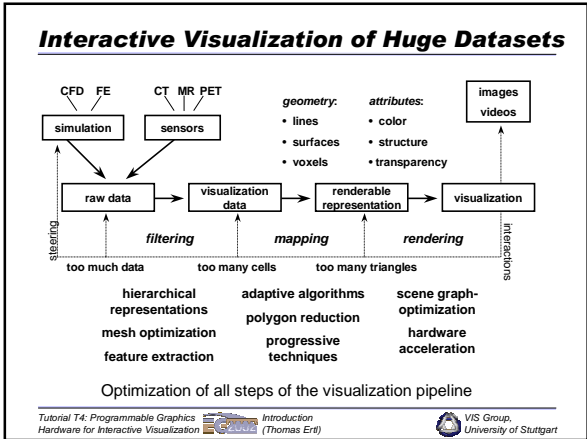 Interactive Visualization of Huge Datasets
CFD FE
CT MR PET
simulation
sensors
geometry:
• lines
• surfaces
• voxels
attributes:
• color
• structure
• transparency
images
videos
raw data
visualization
data
renderable
representation
visualization
steering
filtering
mapping
rendering
interactions
too much data
too many cells
too many triangles
hierarchical
representations
mesh optimization
feature extraction
adaptive algorithms
polygon reduction
progressive
techniques
scene graph-
optimization
hardware
acceleration
Optimization of all steps of the visualization pipeline
Tutorial T4: Programmable Graphics
Hardware for Interactive Visualization
EG2002
Introduction
(Thomas Ertl)
VIS Group,
University of Stuttgart